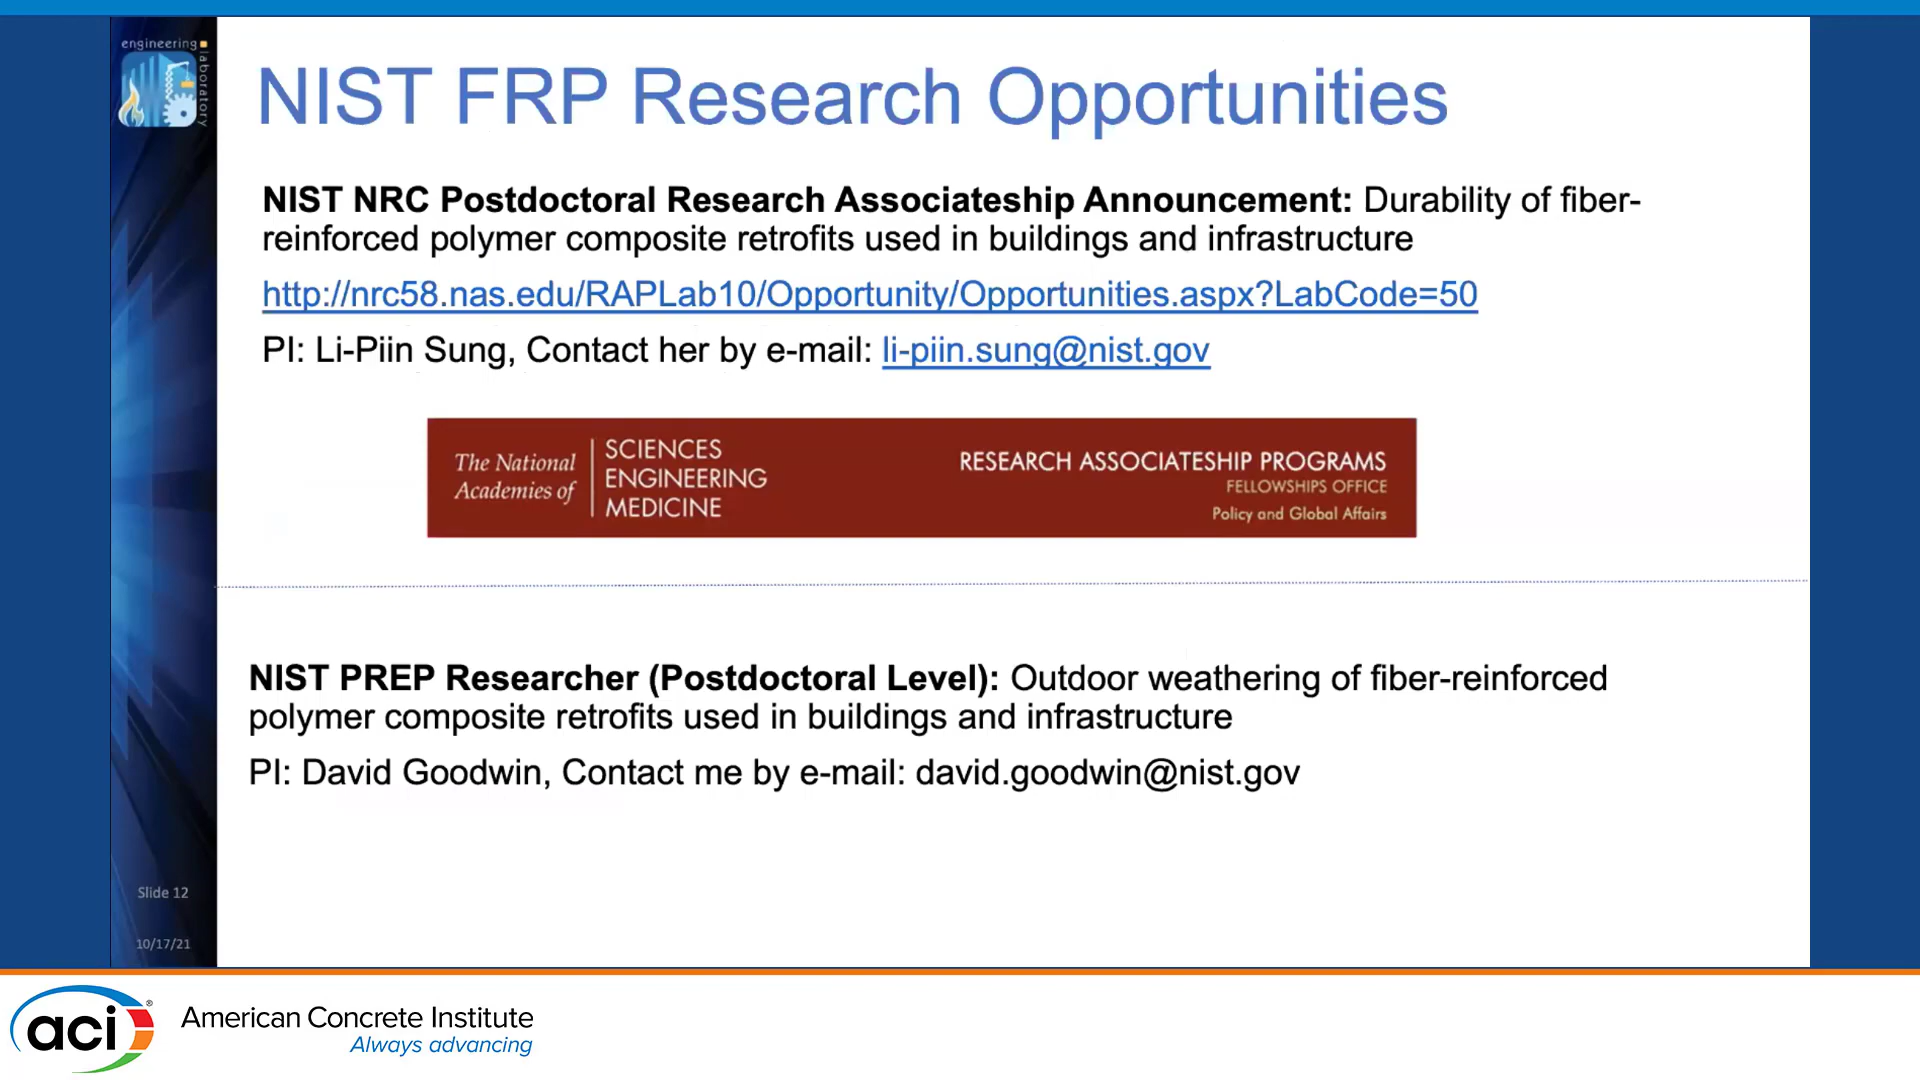 engineering
laboratory
NIST FRP Research Opportunities
NIST NRC Postdoctoral Research Associateship Announcement: Durability of fiber-
reinforced polymer composite retrofits used in buildings and infrastructure
http://nrc58.nas.edu/RAPLab10/Opportunity/Opportunities.aspx?LabCode=50
PI: Li-Piin Sung, Contact her by e-mail: li-piin.sung@nist.gov
The National
Academies of
SCIENCES
ENGINEERING
MEDICINE
RESEARCH ASSOCIATESHIP PROGRAMS
FELLOWSHIPS OFFICE
Policy and Global Affairs
NIST PREP Researcher (Postdoctoral Level): Outdoor weathering of fiber-reinforced
polymer composite retrofits used in buildings and infrastructure
PI: David Goodwin, Contact me by e-mail: david.goodwin@nist.gov
Slide 12
10/17/21
aci®
American Concrete Institute
Always advancing